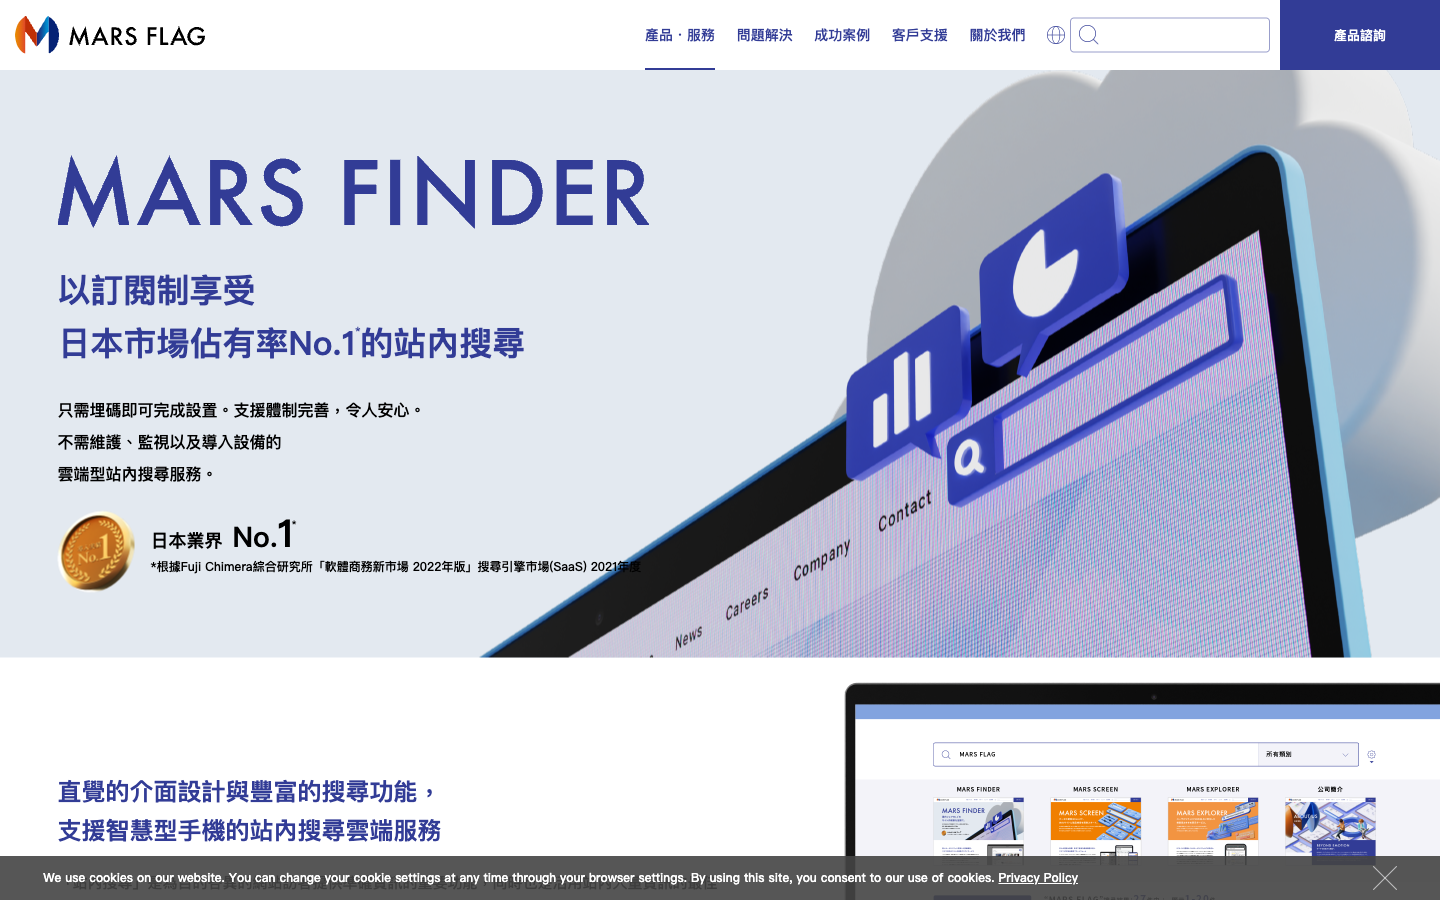 MARS FLAG
產品・服務
問題解決
成功案例
客戶支援
關於我們
產品諮詢
MARS FINDER
以訂閱制享受
日本市場佔有率No.1*的站內搜尋
只需埋碼即可完成設置。支援體制完善，令人安心。
不需維護、監視以及導入設備的
雲端型站內搜尋服務。
No.1
日本業界 No.1*
*根據Fuji Chimera綜合研究所「軟體商務新市場 2022年版」搜尋引擎市場(SaaS) 2021年度
News
Careers
Company
Contact
直覺的介面設計與豐富的搜尋功能，
支援智慧型手機的站內搜尋雲端服務
MARS FLAG
所有類別
MARS FINDER
MARS SCREEN
MARS EXPLORER
公司簡介
MARS FINDER
MARS SCREEN
MARS EXPLORER
We use cookies on our website. You can change your cookie settings at any time through your browser settings. By using this site, you consent to our use of cookies. Privacy Policy